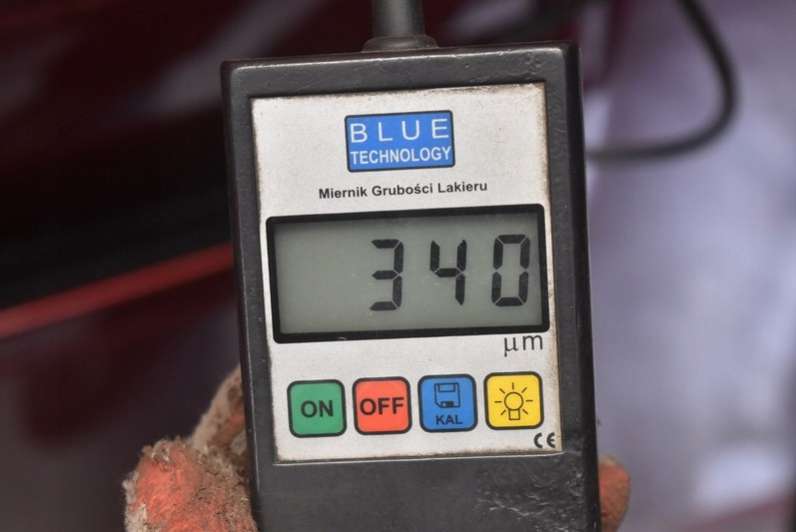 BLUE
TECHNOLOGY
Miernik Grubości Lakieru
340
µm
ON
OFF
KAL
CE